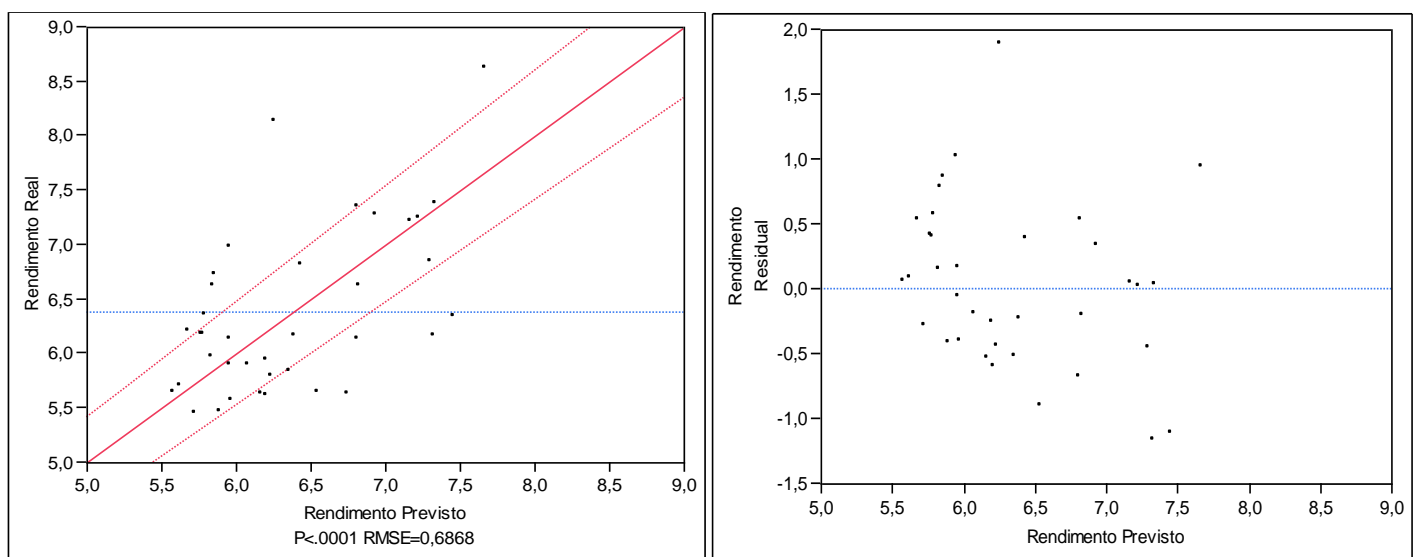 9,0
8,5
8,0
7,5
7,0
6,5
6,0
5,5
5,0
Rendimento Real
5,0 5,5 6,0 6,5 7,0 7,5 8,0 8,5 9,0
Rendimento Previsto
P<.0001 RMSE=0,6868
2,0
1,5
1,0
0,5
0,0
-0,5
-1,0
-1,5
Rendimento
Residual
5,0 5,5 6,0 6,5 7,0 7,5 8,0 8,5 9,0
Rendimento Previsto